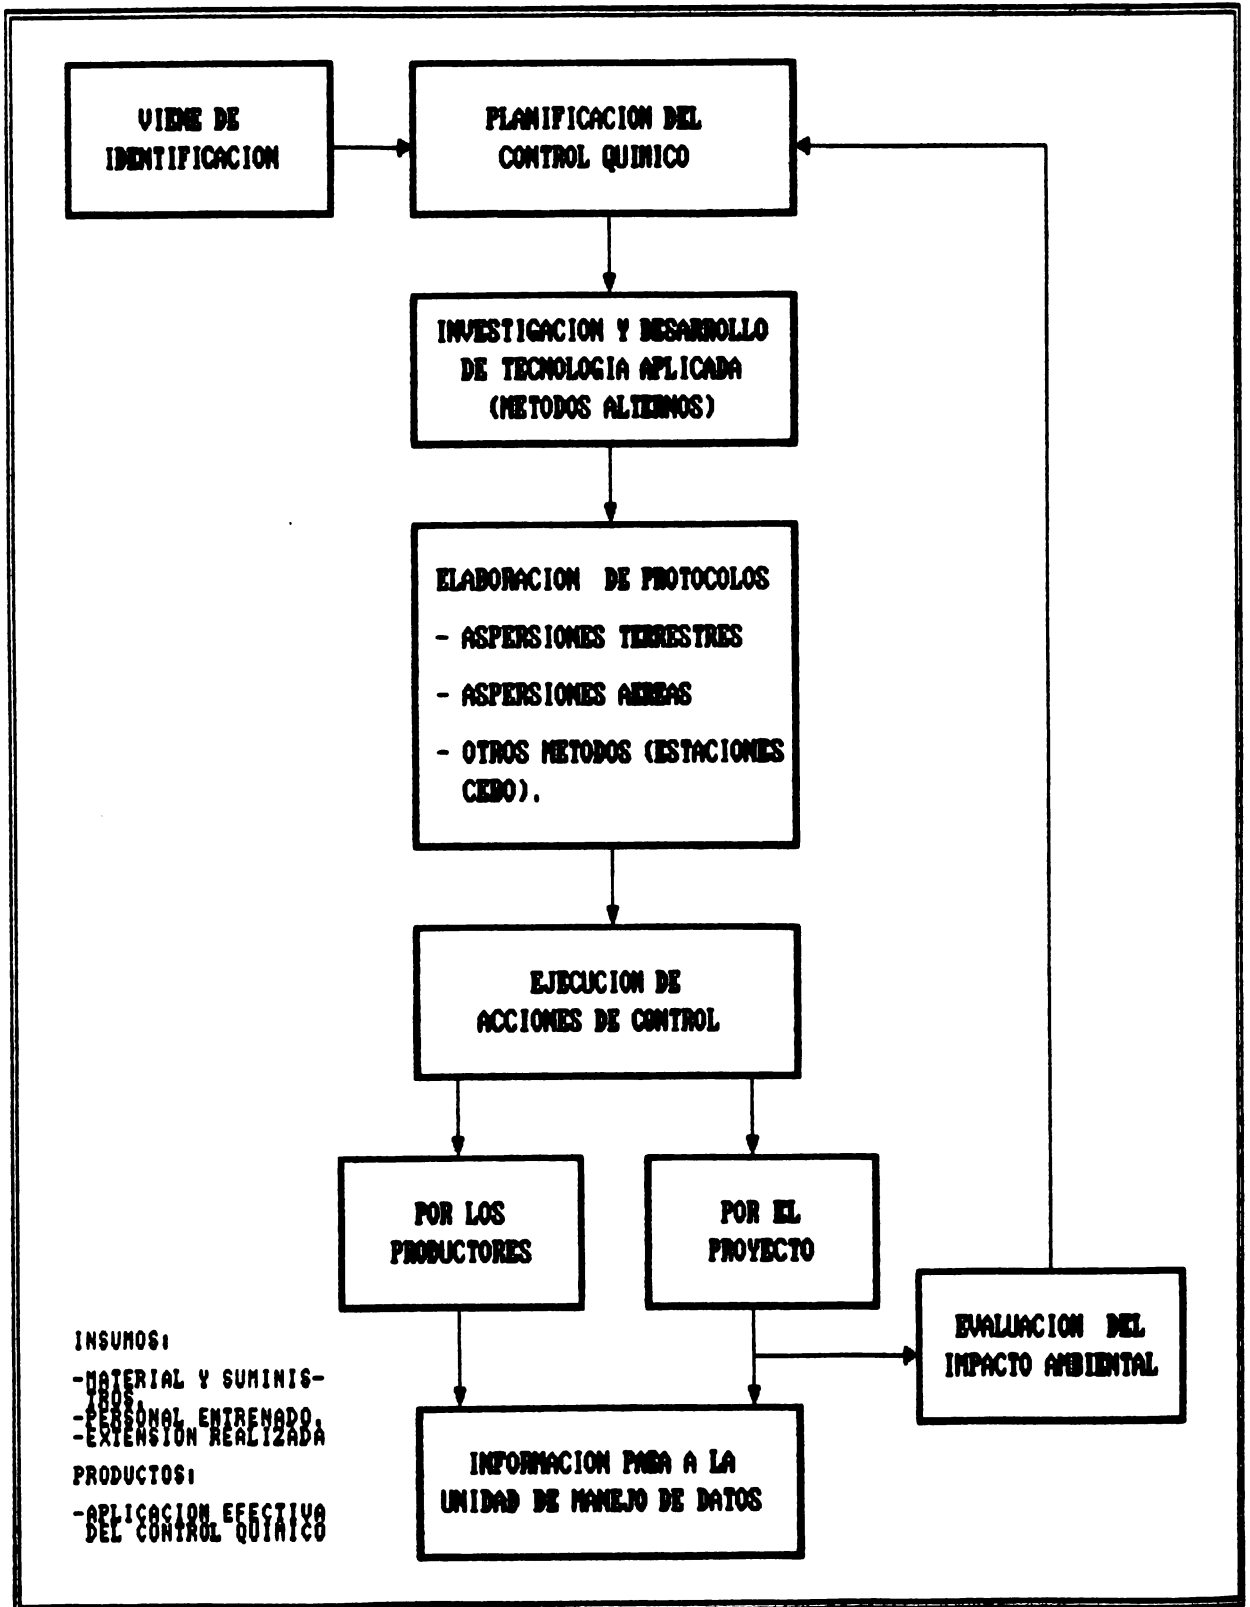 VIENE DE
IDENTIFICACION
PLANIFICACION DEL
CONTROL QUIMICO
INVESTIGACION Y DESARROLLO
DE TECNOLOGIA APLICADA
(METODOS ALTERNOS)
ELABORACION DE PROTOCOLOS
- ASPERSIONES TERRESTRES
- ASPERSIONES AEREAS
- OTROS METODOS (ESTACIONES
CEBO).
EJECUCION DE
ACCIONES DE CONTROL
POR LOS
PRODUCTORES
POR EL
PROYECTO
EVALUACION DEL
IMPACTO AMBIENTAL
INFORMACION PASA A LA
UNIDAD DE MANEJO DE DATOS
INSUMOS:
-MATERIAL Y SUMINIS-
TROS.
-PERSONAL ENTRENADO.
-EXTENSION REALIZADA
PRODUCTOS:
-APLICACION EFECTIVA
DEL CONTROL QUIMICO